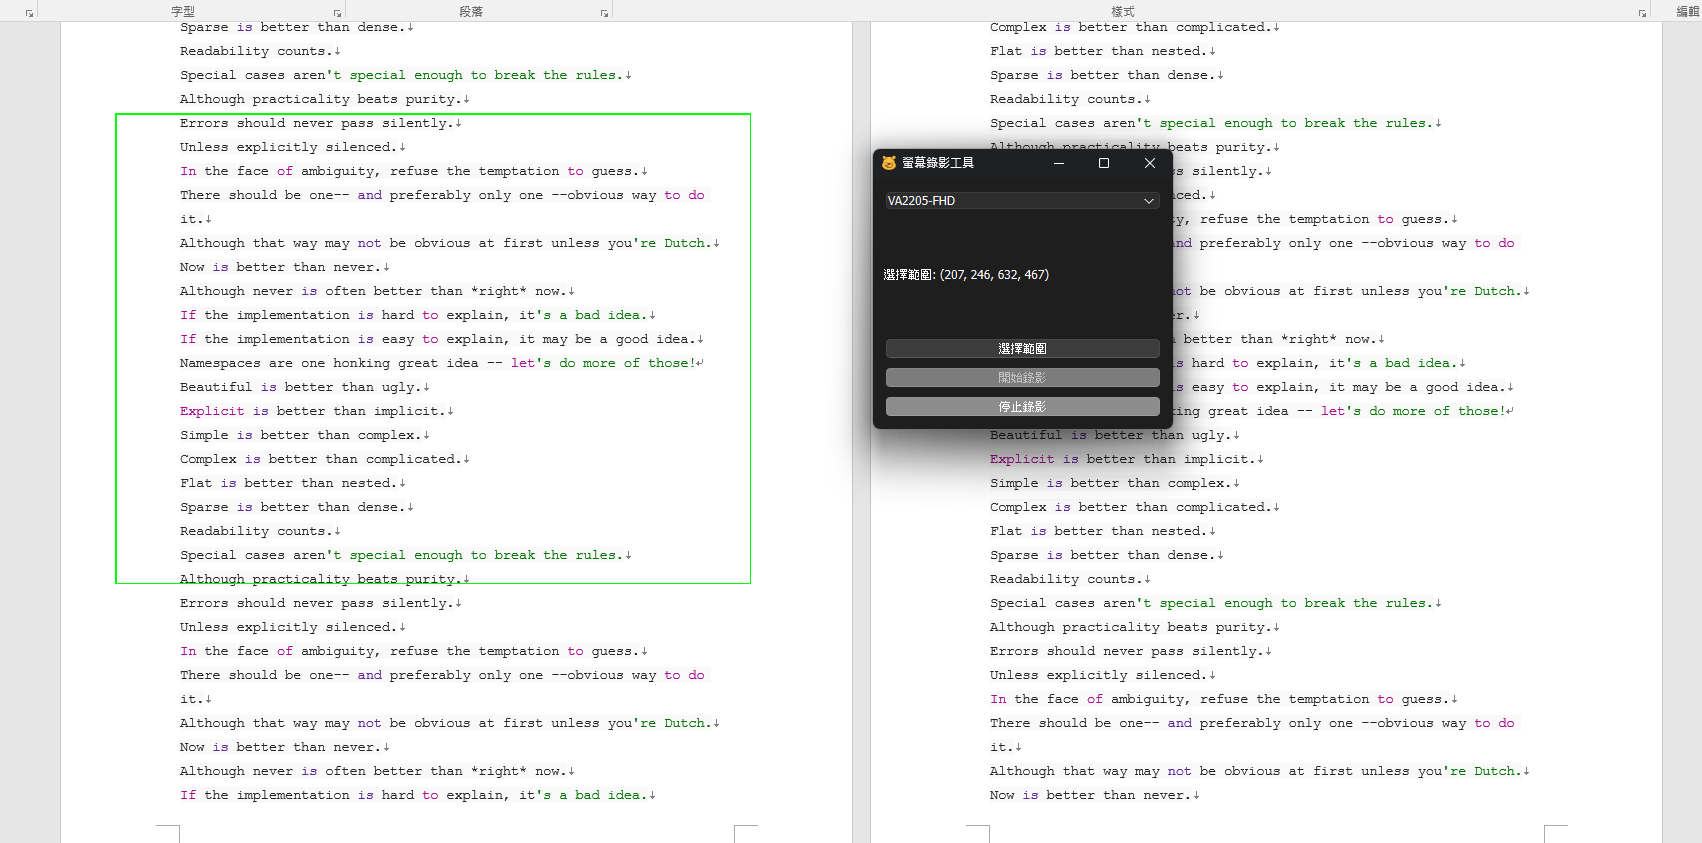 字型
段落
樣式
編輯
Sparse is better than dense.↓
Readability counts.↓
Special cases aren't special enough to break the rules.↓
Although practicality beats purity.↓
Errors should never pass silently.↓
Unless explicitly silenced.↓
In the face of ambiguity, refuse the temptation to guess.↓
There should be one-- and preferably only one --obvious way to do
it.↓
Although that way may not be obvious at first unless you're Dutch.↓
Now is better than never.↓
Although never is often better than *right* now.↓
If the implementation is hard to explain, it's a bad idea.↓
If the implementation is easy to explain, it may be a good idea.↓
Namespaces are one honking great idea -- let's do more of those!↵
Beautiful is better than ugly.↓
Explicit is better than implicit.↓
Simple is better than complex.↓
Complex is better than complicated.↓
Flat is better than nested.↓
Sparse is better than dense.↓
Readability counts.↓
Special cases aren't special enough to break the rules.↓
Although practicality beats purity.↓
Errors should never pass silently.↓
Unless explicitly silenced.↓
In the face of ambiguity, refuse the temptation to guess.↓
There should be one-- and preferably only one --obvious way to do
it.↓
Although that way may not be obvious at first unless you're Dutch.↓
Now is better than never.↓
Although never is often better than *right* now.↓
If the implementation is hard to explain, it's a bad idea.↓
Complex is better than complicated.↓
Flat is better than nested.↓
Sparse is better than dense.↓
Readability counts.↓
Special cases aren't special enough to break the rules.↓
Although practicality beats purity.↓
s silently.↓
ced.↓
y, refuse the temptation to guess.↓
nd preferably only one --obvious way to do
ot be obvious at first unless you're Dutch.↓
r.↓
better than *right* now.↓
s hard to explain, it's a bad idea.↓
s easy to explain, it may be a good idea.↓
king great idea -- let's do more of those!↵
Beautiful is better than ugly.↓
Explicit is better than implicit.↓
Simple is better than complex.↓
Complex is better than complicated.↓
Flat is better than nested.↓
Sparse is better than dense.↓
Readability counts.↓
Special cases aren't special enough to break the rules.↓
Although practicality beats purity.↓
Errors should never pass silently.↓
Unless explicitly silenced.↓
In the face of ambiguity, refuse the temptation to guess.↓
There should be one-- and preferably only one --obvious way to do
it.↓
Although that way may not be obvious at first unless you're Dutch.↓
Now is better than never.↓
螢幕錄影工具
VA2205-FHD
選擇範圍: (207, 246, 632, 467)
選擇範圍
開始錄影
停止錄影